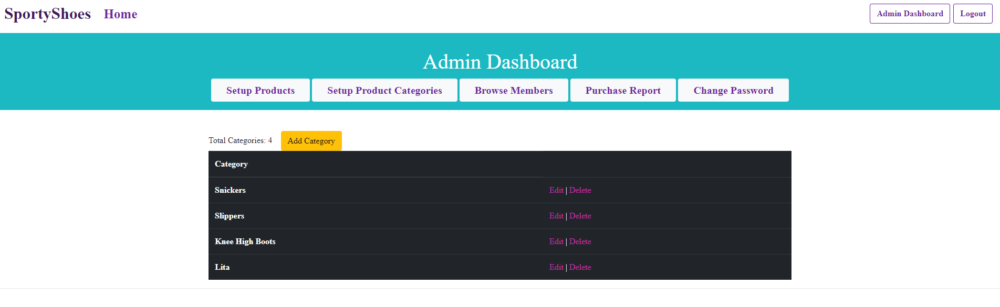 SportyShoes Home Admin Dashboard Logout
Admin Dashboard
Setup Products Setup Product Categories Browse Members Purchase Report Change Password
Total Categories: 4 Add Category
Category
Snickers Edit | Delete
Slippers Edit | Delete
Knee High Boots Edit | Delete
Lita Edit | Delete